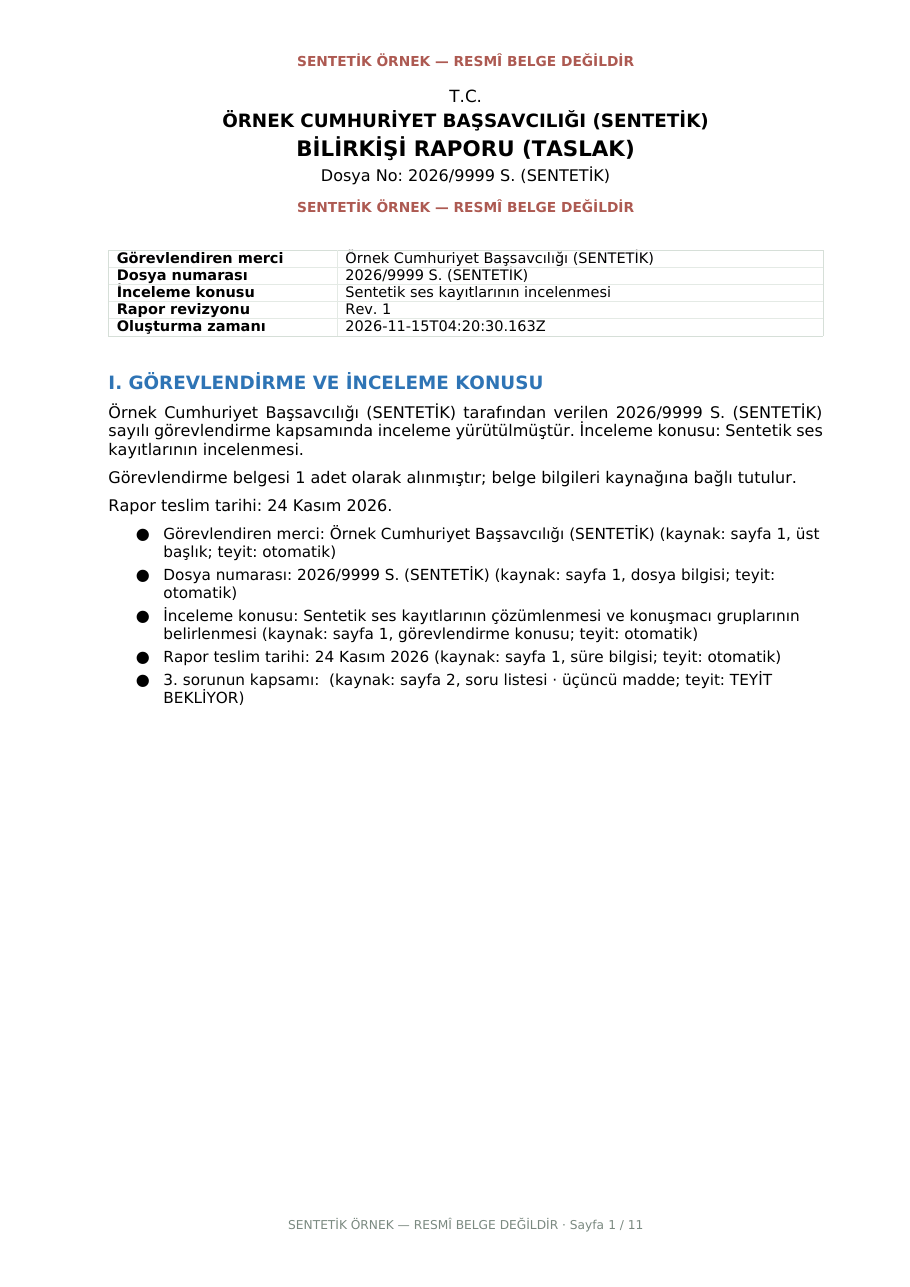 SENTETİK ÖRNEK — RESMÎ BELGE DEĞİLDİR
T.C.
ÖRNEK CUMHURİYET BAŞSAVCILIĞI (SENTETİK)
BİLİRKİŞİ RAPORU (TASLAK)
Dosya No: 2026/9999 S. (SENTETİK)
SENTETİK ÖRNEK — RESMÎ BELGE DEĞİLDİR
Görevlendiren merci Örnek Cumhuriyet Başsavcılığı (SENTETİK)
Dosya numarası 2026/9999 S. (SENTETİK)
İnceleme konusu Sentetik ses kayıtlarının incelenmesi
Rapor revizyonu Rev. 1
Oluşturma zamanı 2026-11-15T04:20:30.163Z
I. GÖREVLENDİRME VE İNCELEME KONUSU
Örnek Cumhuriyet Başsavcılığı (SENTETİK) tarafından verilen 2026/9999 S. (SENTETİK)
sayılı görevlendirme kapsamında inceleme yürütülmüştür. İnceleme konusu: Sentetik ses
kayıtlarının incelenmesi.
Görevlendirme belgesi 1 adet olarak alınmıştır; belge bilgileri kaynağına bağlı tutulur.
Rapor teslim tarihi: 24 Kasım 2026.
● Görevlendiren merci: Örnek Cumhuriyet Başsavcılığı (SENTETİK) (kaynak: sayfa 1, üst
başlık; teyit: otomatik)
● Dosya numarası: 2026/9999 S. (SENTETİK) (kaynak: sayfa 1, dosya bilgisi; teyit:
otomatik)
● İnceleme konusu: Sentetik ses kayıtlarının çözümlenmesi ve konuşmacı gruplarının
belirlenmesi (kaynak: sayfa 1, görevlendirme konusu; teyit: otomatik)
● Rapor teslim tarihi: 24 Kasım 2026 (kaynak: sayfa 1, süre bilgisi; teyit: otomatik)
● 3. sorunun kapsamı:  (kaynak: sayfa 2, soru listesi · üçüncü madde; teyit: TEYİT
BEKLİYOR)
SENTETİK ÖRNEK — RESMÎ BELGE DEĞİLDİR · Sayfa 1 / 11